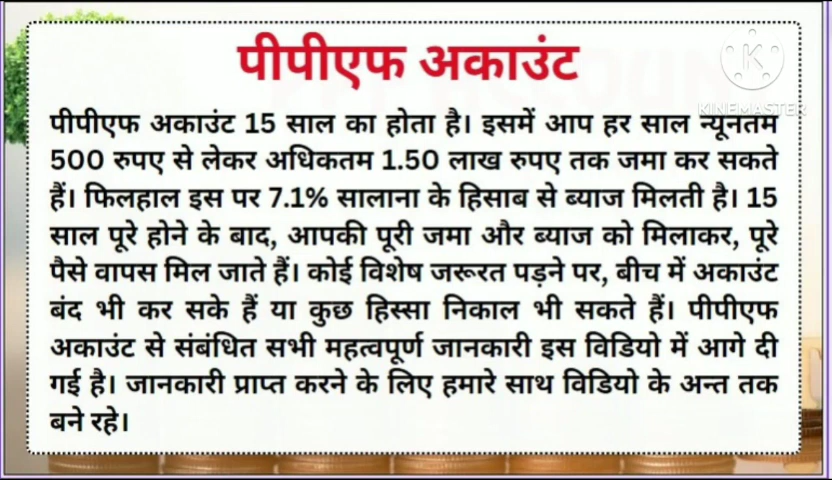 पीपीएफ अकाउंट
KINEMASTER
पीपीएफ अकाउंट 15 साल का होता है। इसमें आप हर साल न्यूनतम
500 रुपए से लेकर अधिकतम 1.50 लाख रुपए तक जमा कर सकते
हैं। फिलहाल इस पर 7.1% सालाना के हिसाब से ब्याज मिलती है। 15
साल पूरे होने के बाद, आपकी पूरी जमा और ब्याज को मिलाकर, पूरे
पैसे वापस मिल जाते हैं। कोई विशेष जरूरत पड़ने पर, बीच में अकाउंट
बंद भी कर सके हैं या कुछ हिस्सा निकाल भी सकते हैं। पीपीएफ
अकाउंट से संबंधित सभी महत्वपूर्ण जानकारी इस विडियो में आगे दी
गई है। जानकारी प्राप्त करने के लिए हमारे साथ विडियो के अन्त तक
बने रहे।